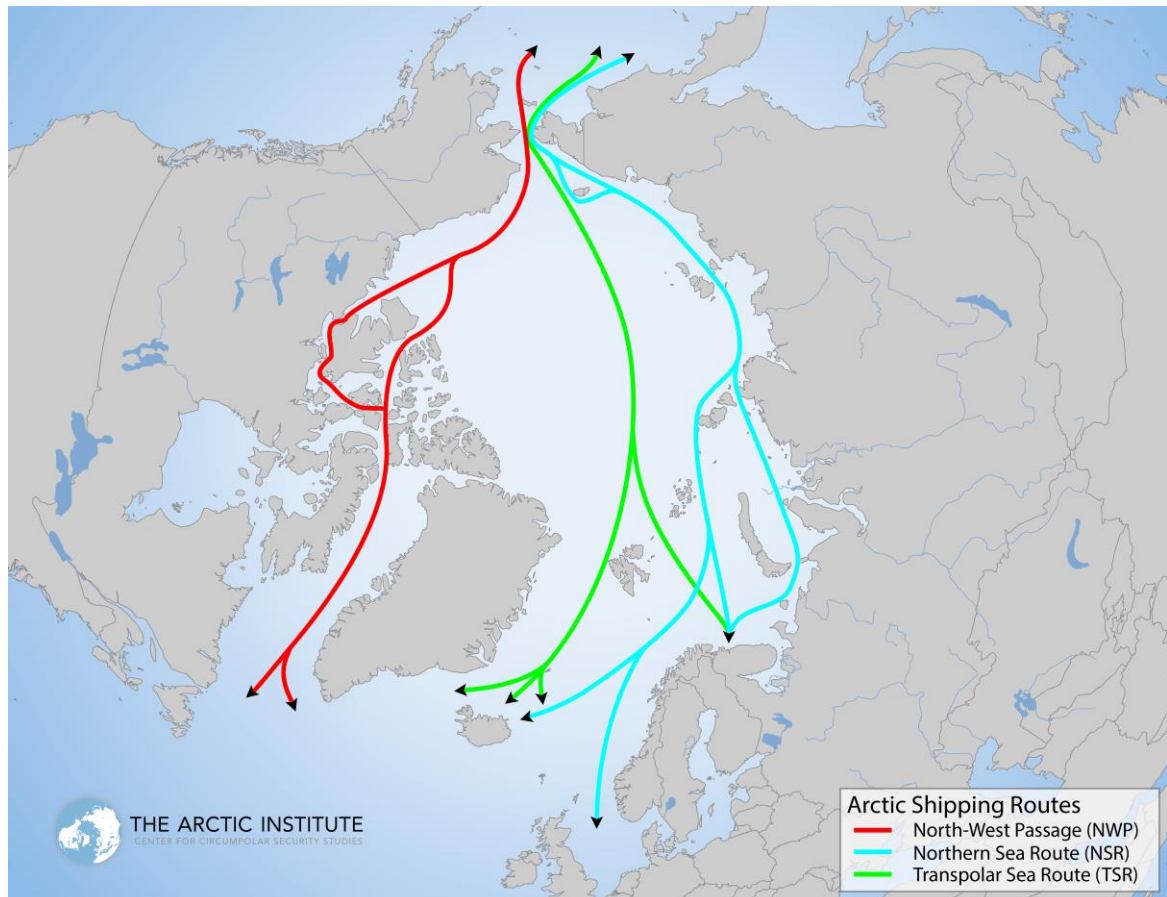 THE ARCTIC INSTITUTE
CENTER FOR CIRCUMPOLAR SECURITY STUDIES
Arctic Shipping Routes
North-West Passage (NWP)
Northern Sea Route (NSR)
Transpolar Sea Route (TSR)